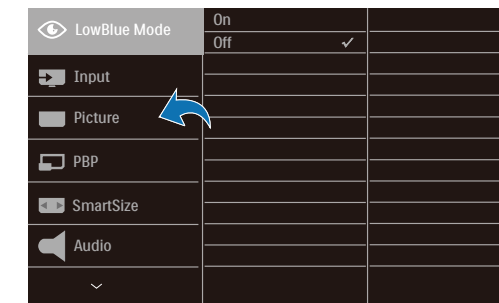 LowBlue Mode
On
Off
Input
Picture
PBP
SmartSize
Audio